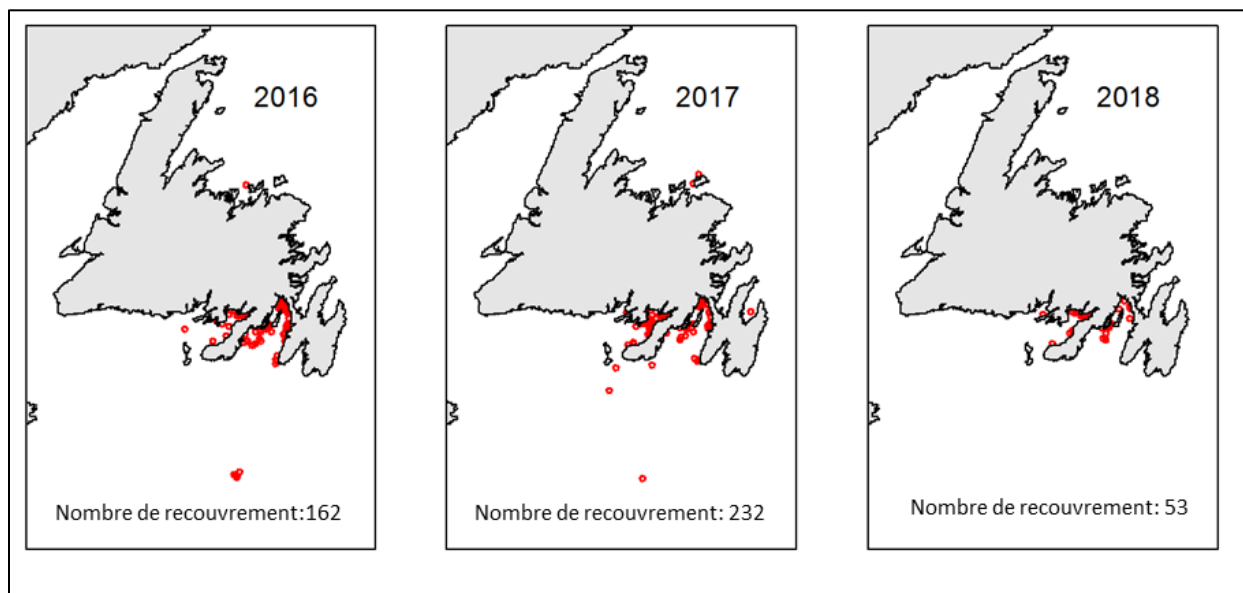 2016
2017
2018
Nombre de recouvrement:162
Nombre de recouvrement: 232
Nombre de recouvrement: 53